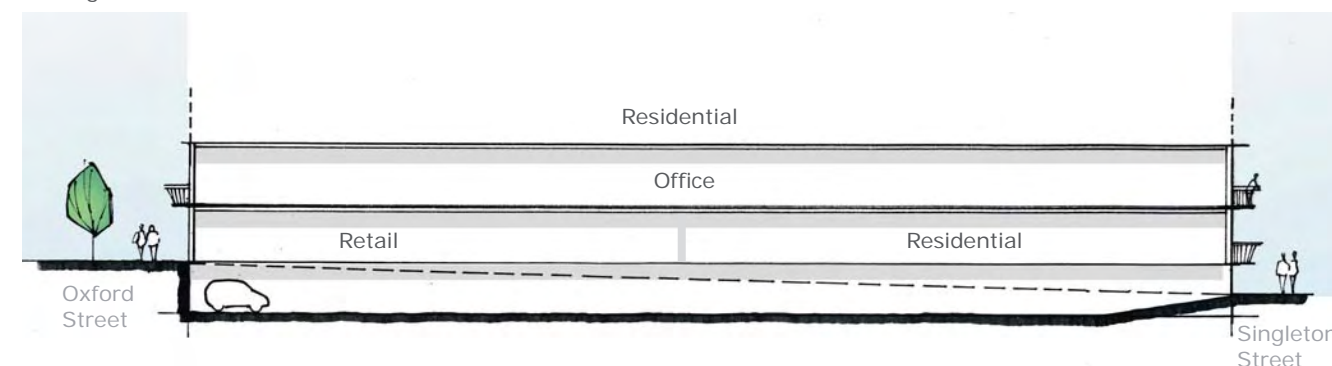 Residential
Office
Retail
Residential
Oxford
Street
Singleton
Street